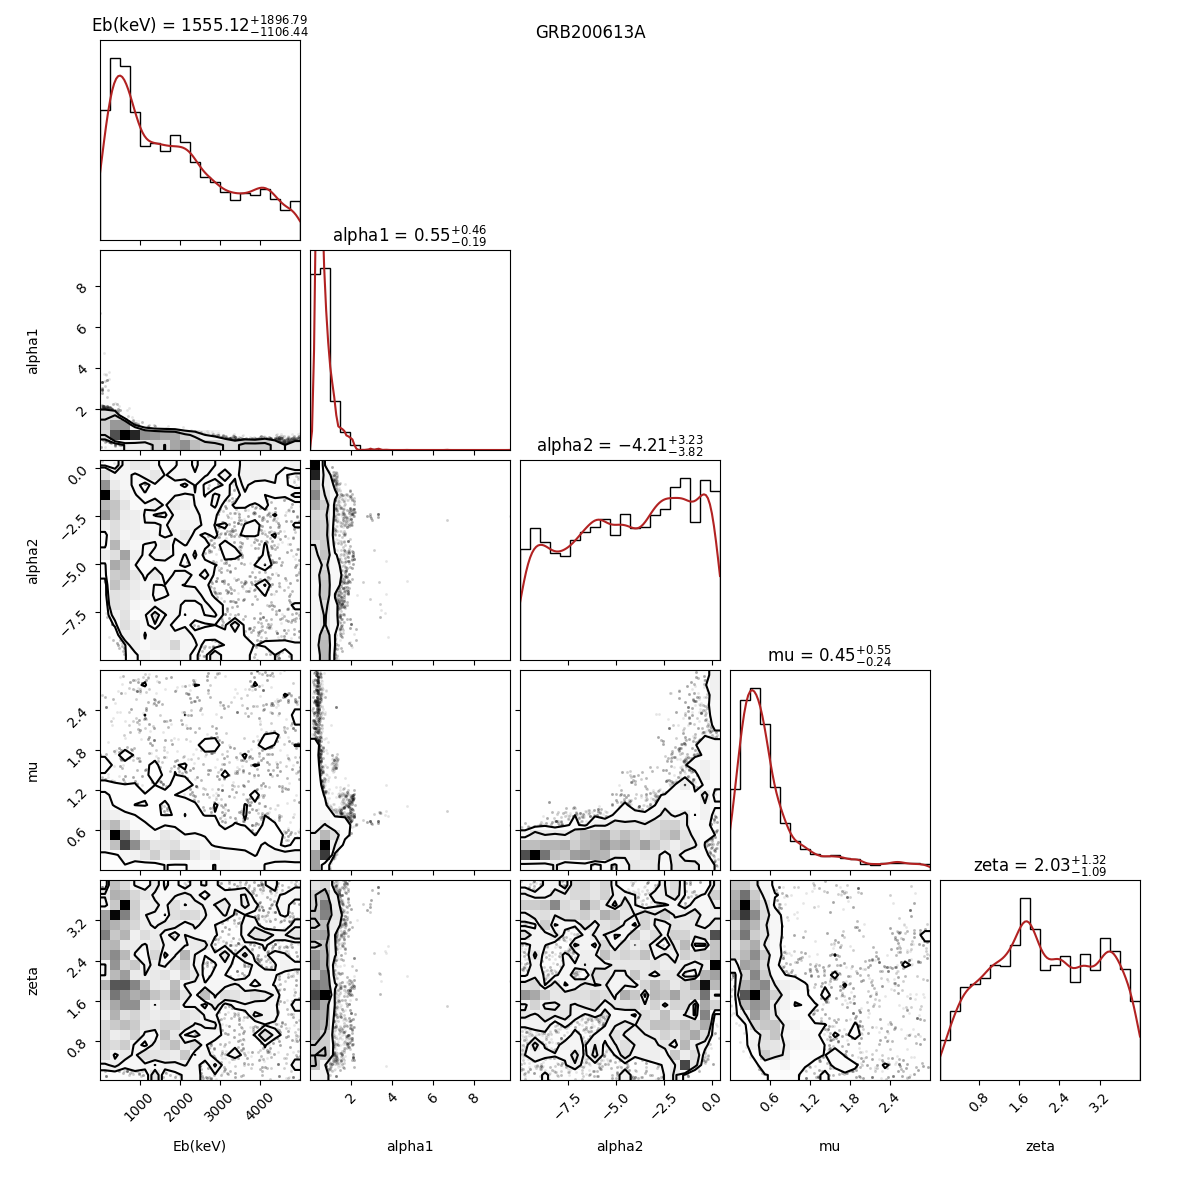 GRB200613A
Eb(keV) = 1555.12+1896.79−1106.44
alpha1 = 0.55+0.46−0.19
alpha1
8
6
4
2
alpha2 = −4.21+3.23−3.82
alpha2
0.0
−2.5
−5.0
−7.5
mu = 0.45+0.55−0.24
mu
2.4
1.8
1.2
0.6
zeta = 2.03+1.32−1.09
zeta
3.2
2.4
1.6
0.8
1000 2000 3000 4000
2 4 6 8
−7.5 −5.0 −2.5 0.0
0.6 1.2 1.8 2.4
0.8 1.6 2.4 3.2
Eb(keV) alpha1 alpha2 mu zeta